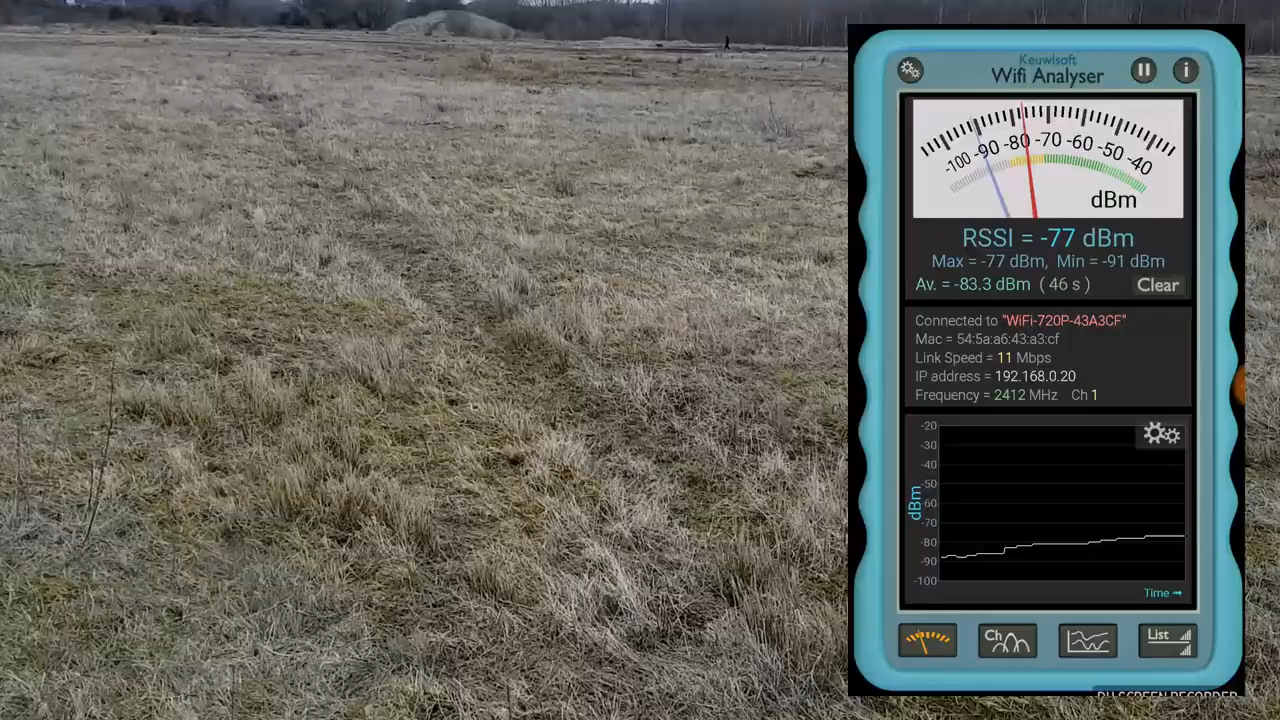 Keuwlsoft
Wifi Analyser
-100 -90 -80 -70 -60 -50 -40
dBm
RSSI = -77 dBm
Max = -77 dBm, Min = -91 dBm
Av. = -83.3 dBm ( 46 s )
Clear
Connected to "WiFi-720P-43A3CF"
Mac = 54:5a:a6:43:a3:cf
Link Speed = 11 Mbps
IP address = 192.168.0.20
Frequency = 2412 MHz Ch 1
-20
-30
-40
-50
-60
-70
-80
-90
-100
dBm
Time
Ch
List
DU SCREEN RECORDER